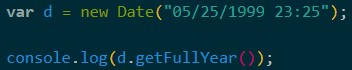 var d = new Date("05/25/1999 23:25");
console.log(d.getFullYear());